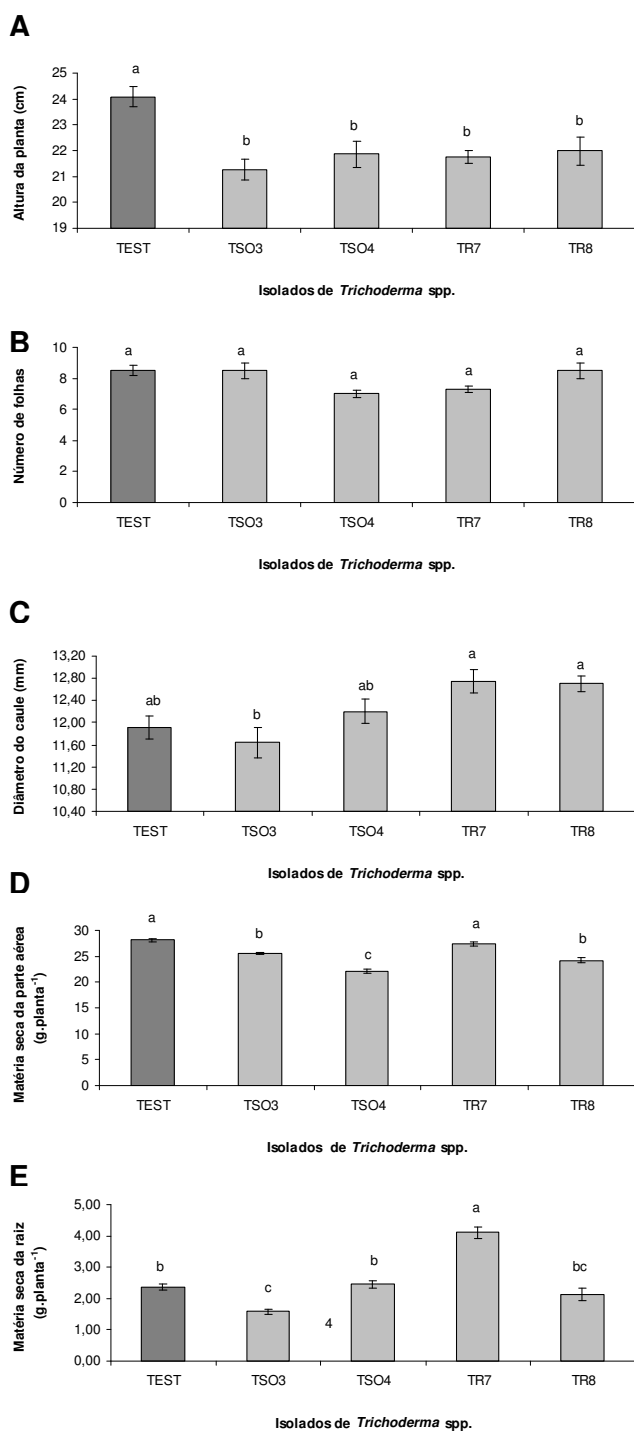 A
Altura da planta (cm)
25
24
23
22
21
20
19
a
b
b
b
b
TEST
TSO3
TSO4
TR7
TR8
Isolados de Trichoderma spp.
B
Número de folhas
10
8
6
4
2
0
a
a
a
a
a
TEST
TSO3
TSO4
TR7
TR8
Isolados de Trichoderma spp.
C
Diâmetro do caule (mm)
13,20
12,80
12,40
12,00
11,60
11,20
10,80
10,40
ab
b
ab
a
a
TEST
TSO3
TSO4
TR7
TR8
Isolados de Trichoderma spp.
D
Matéria seca da parte aérea
(g.planta⁻¹)
30
25
20
15
10
5
0
a
b
c
a
b
TEST
TSO3
TSO4
TR7
TR8
Isolados de Trichoderma spp.
E
Matéria seca da raiz
(g.planta⁻¹)
5,00
4,00
3,00
2,00
1,00
0,00
b
c
b
a
bc
4
TEST
TSO3
TSO4
TR7
TR8
Isolados de Trichoderma spp.